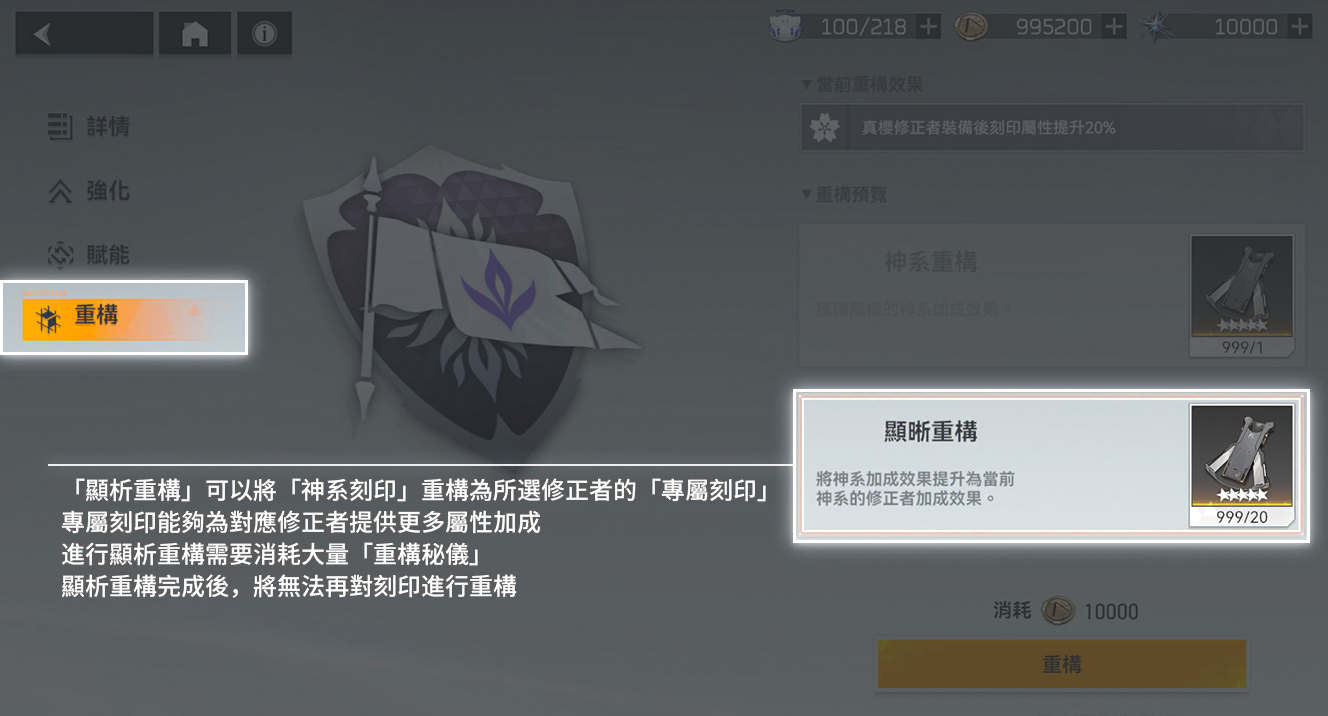 100/218
995200
10000
詳情
強化
賦能
重構
▼當前重構效果
真櫻修正者裝備後刻印屬性提升20%
▼重構預覽
神系重構
獲得隨機的神系加成效果。
999/1
顯晰重構
將神系加成效果提升為當前
神系的修正者加成效果。
999/20
「顯析重構」可以將「神系刻印」重構為所選修正者的「專屬刻印」
專屬刻印能夠為對應修正者提供更多屬性加成
進行顯析重構需要消耗大量「重構秘儀」
顯析重構完成後，將無法再對刻印進行重構
消耗 10000
重構